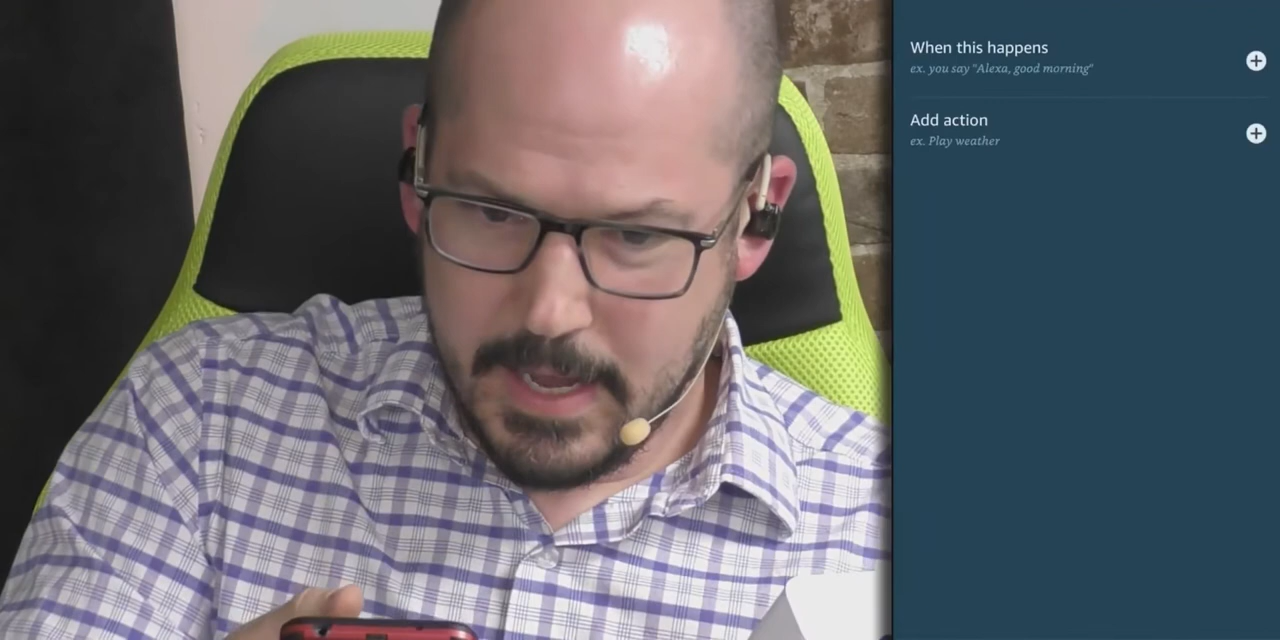 When this happens
ex. you say "Alexa, good morning"
Add action
ex. Play weather